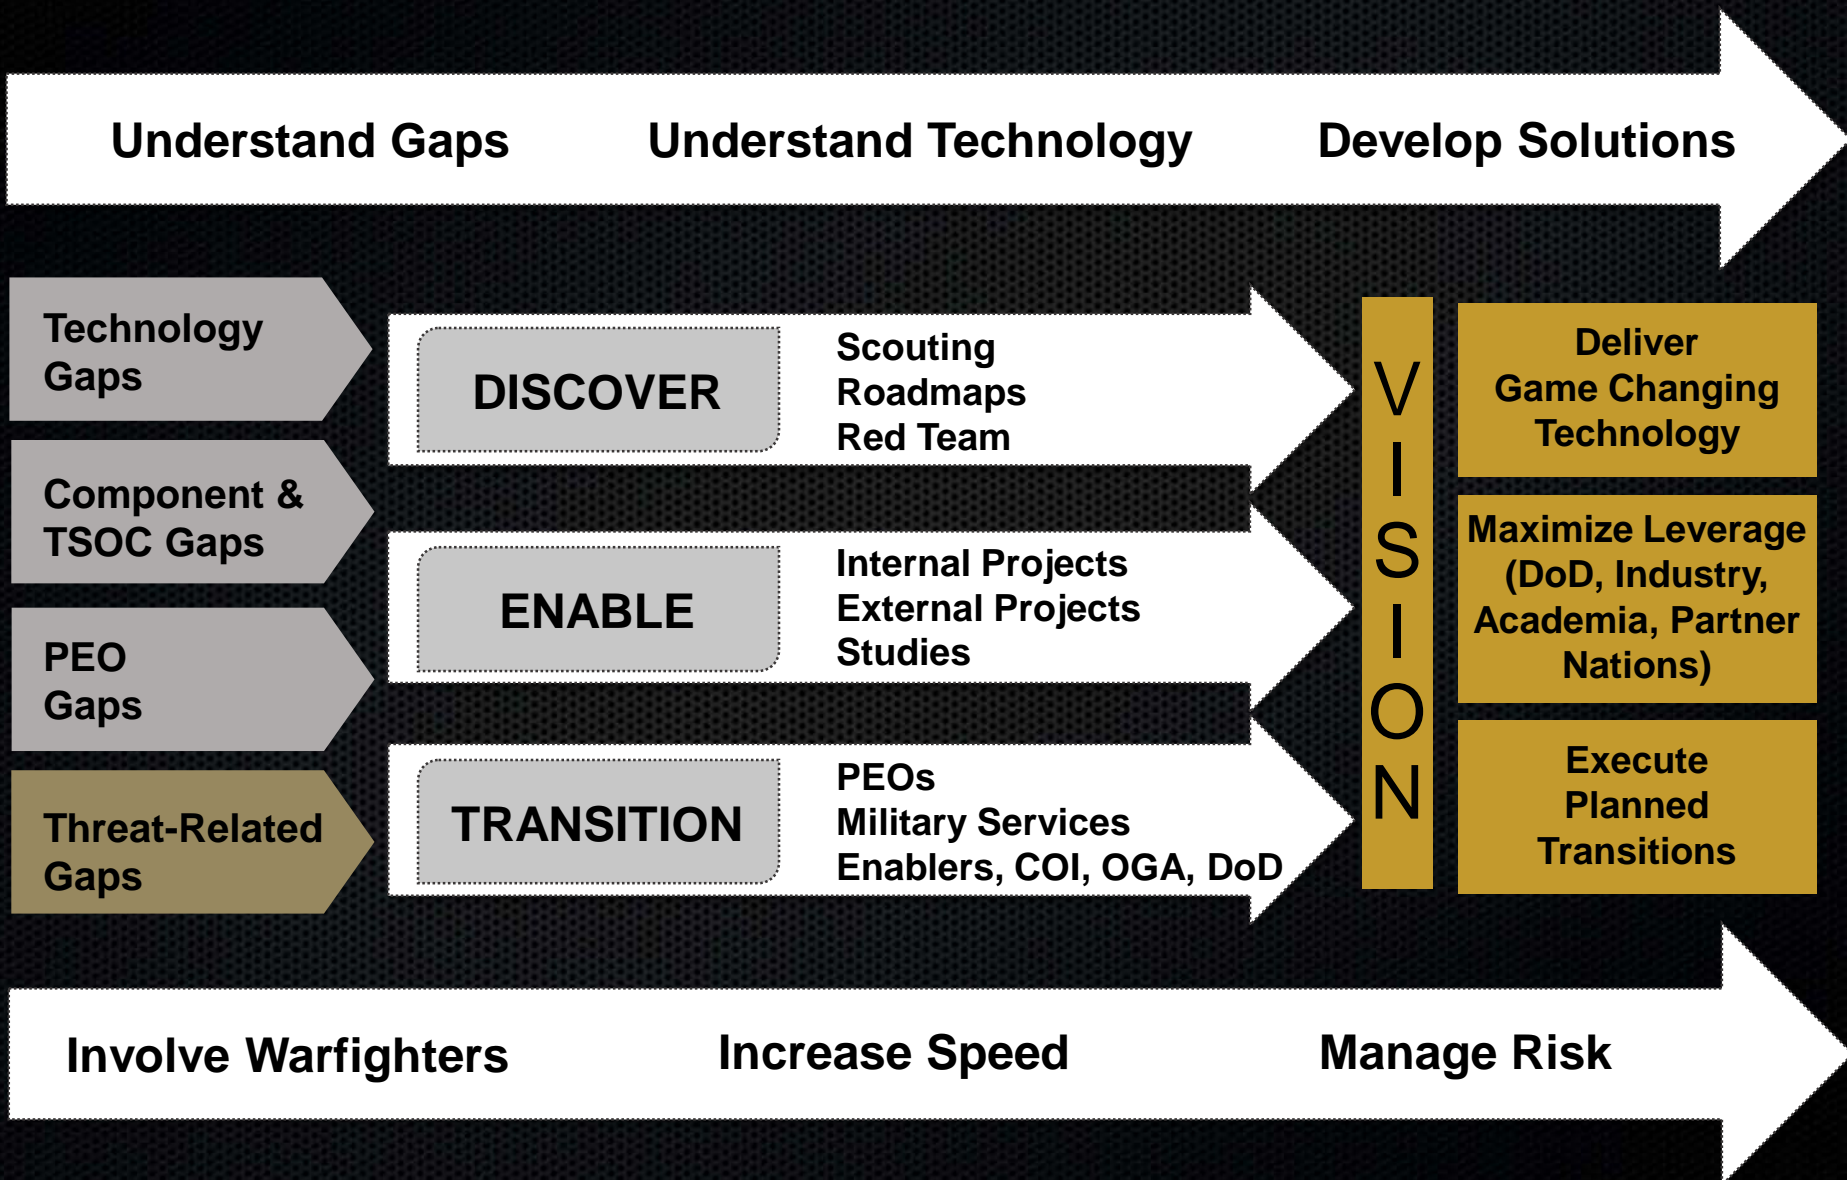 Understand Gaps Understand Technology Develop Solutions
Technology
Gaps
Component &
TSOC Gaps
PEO
Gaps
Threat-Related
Gaps
DISCOVER
Scouting
Roadmaps
Red Team
ENABLE
Internal Projects
External Projects
Studies
TRANSITION
PEOs
Military Services
Enablers, COI, OGA, DoD
VISION
Deliver
Game Changing
Technology
Maximize Leverage
(DoD, Industry,
Academia, Partner
Nations)
Execute
Planned
Transitions
Involve Warfighters Increase Speed Manage Risk